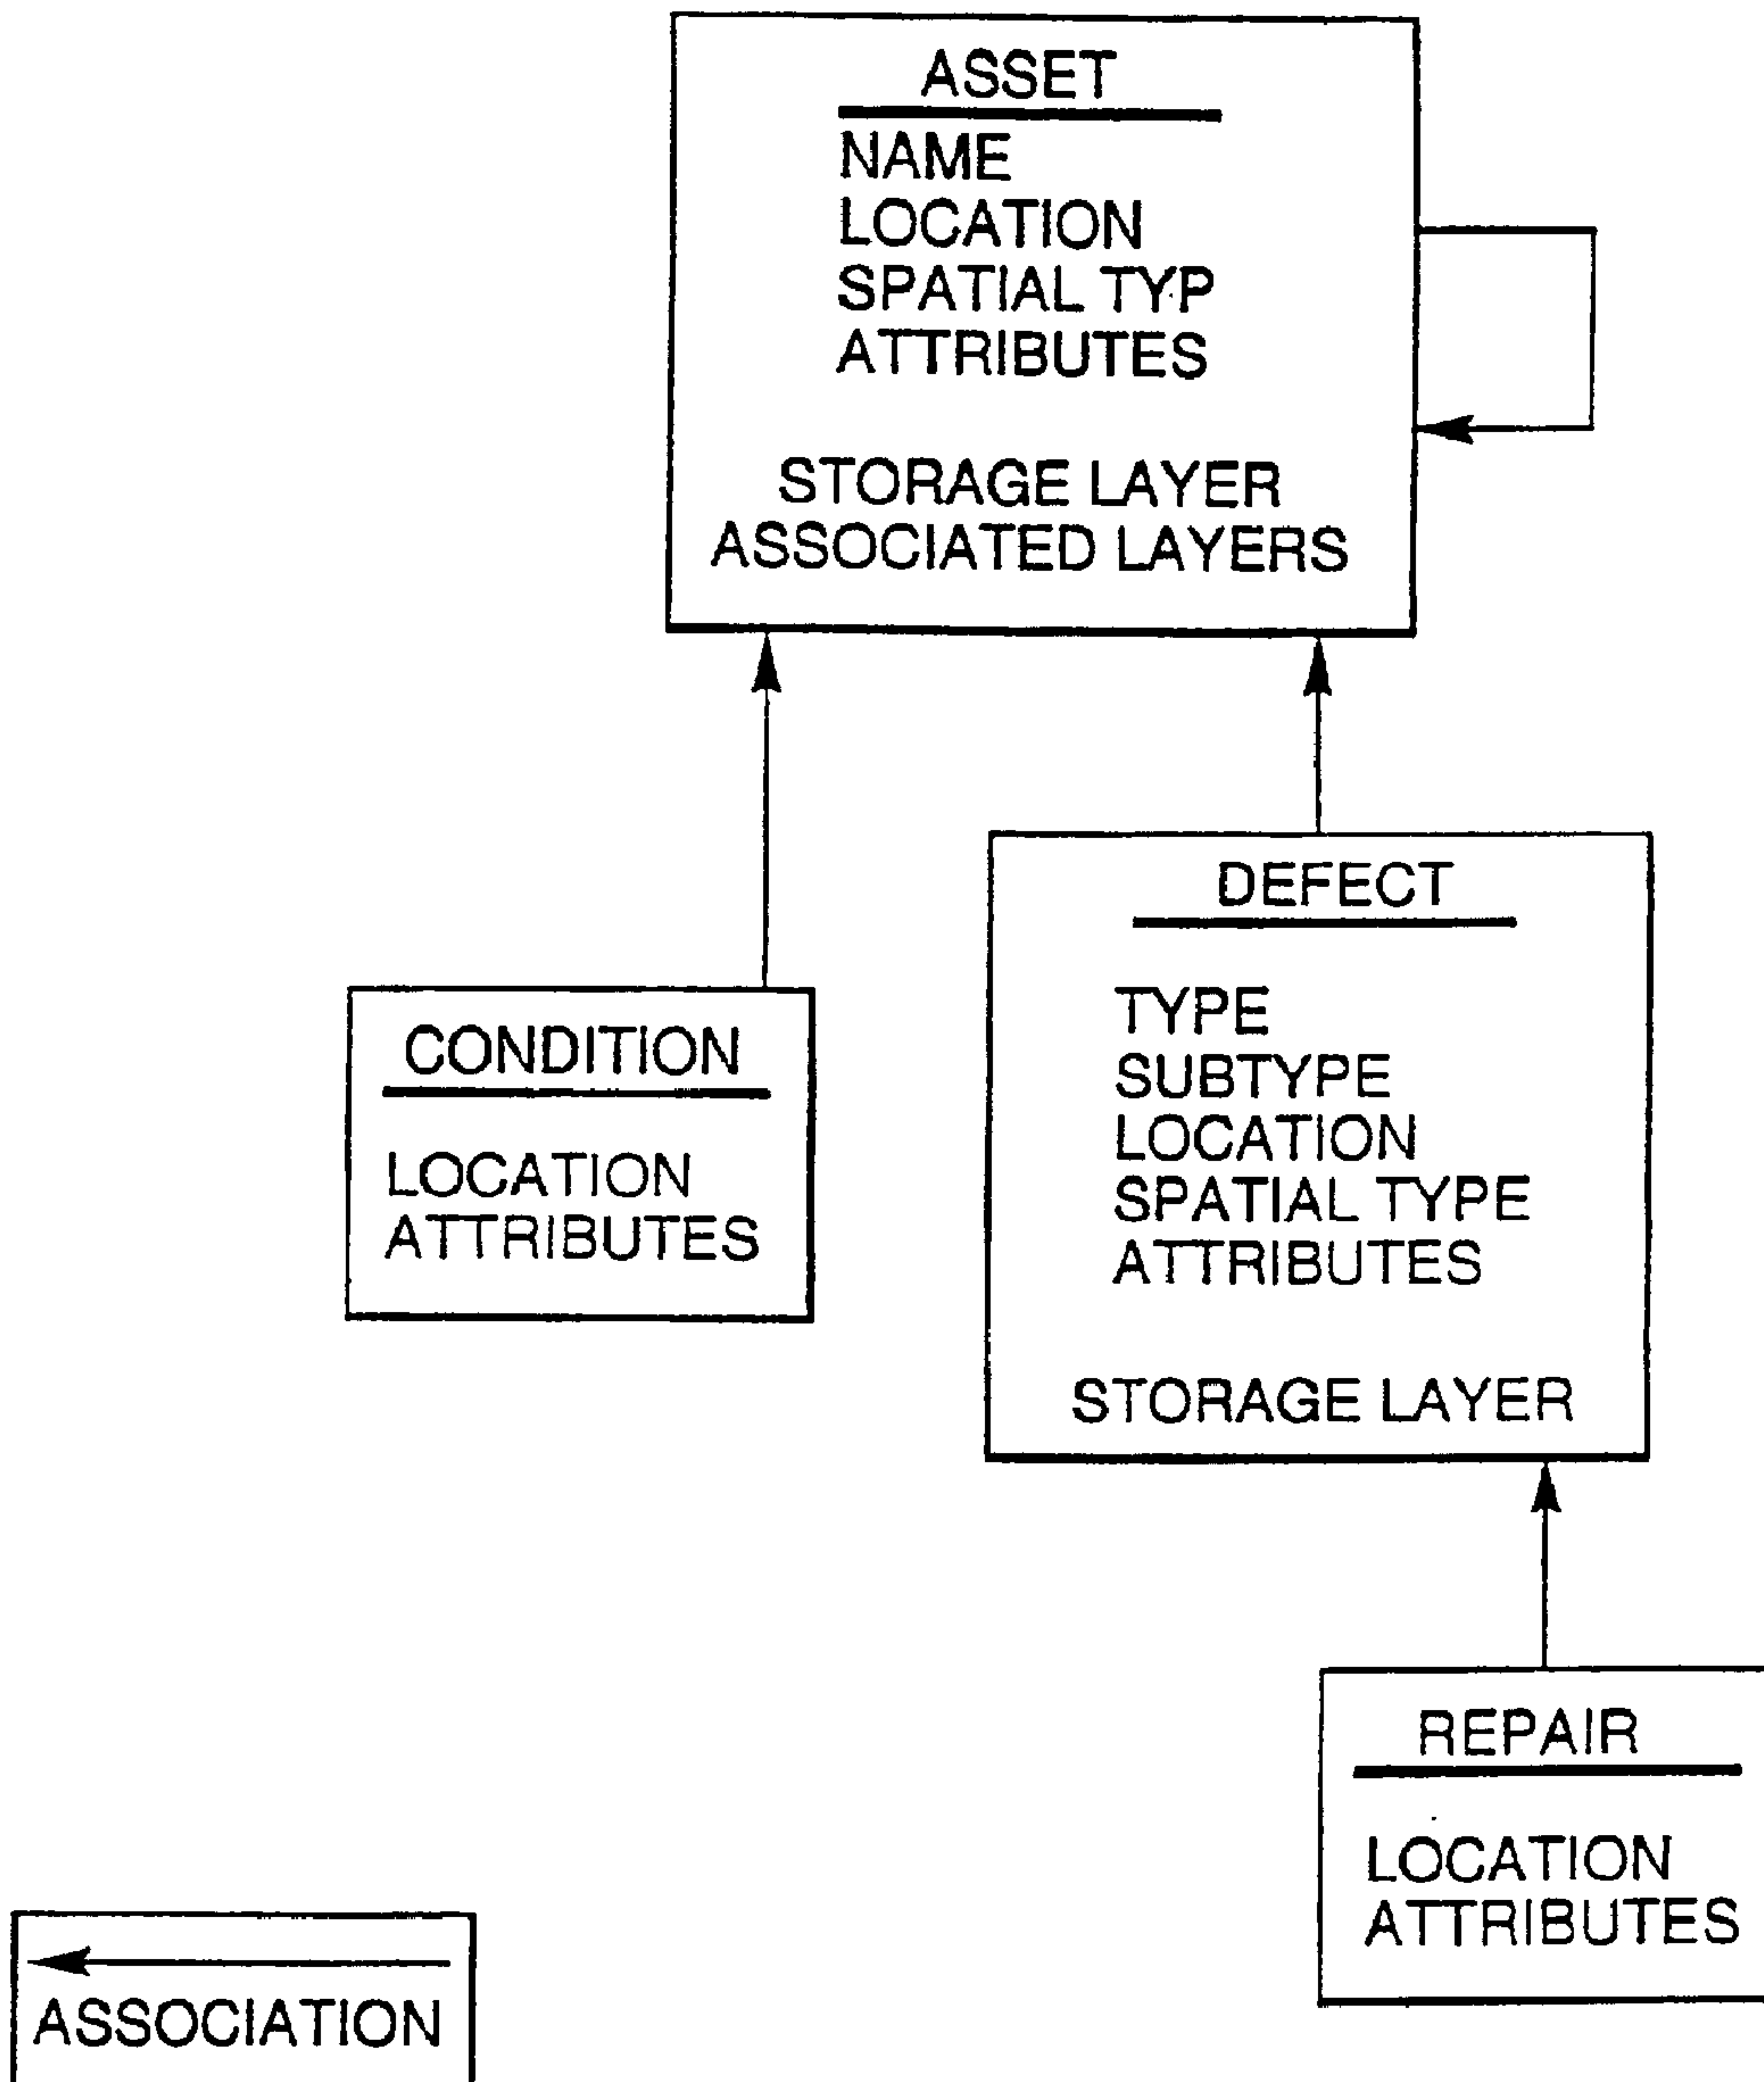 ASSET
NAME
LOCATION
SPATIAL TYP
ATTRIBUTES
STORAGE LAYER
ASSOCIATED LAYERS
CONDITION
LOCATION
ATTRIBUTES
DEFECT
TYPE
SUBTYPE
LOCATION
SPATIAL TYPE
ATTRIBUTES
STORAGE LAYER
REPAIR
LOCATION
ATTRIBUTES
ASSOCIATION